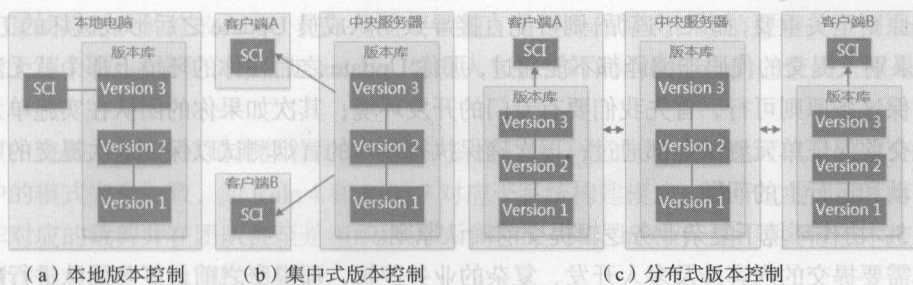 本地电脑
版本库
SCI
Version 3
Version 2
Version 1
(a) 本地版本控制
客户端A
SCI
客户端B
SCI
中央服务器
版本库
Version 3
Version 2
Version 1
(b) 集中式版本控制
客户端A
SCI
版本库
Version 3
Version 2
Version 1
中央服务器
版本库
Version 3
Version 2
Version 1
客户端B
SCI
版本库
Version 3
Version 2
Version 1
(c) 分布式版本控制